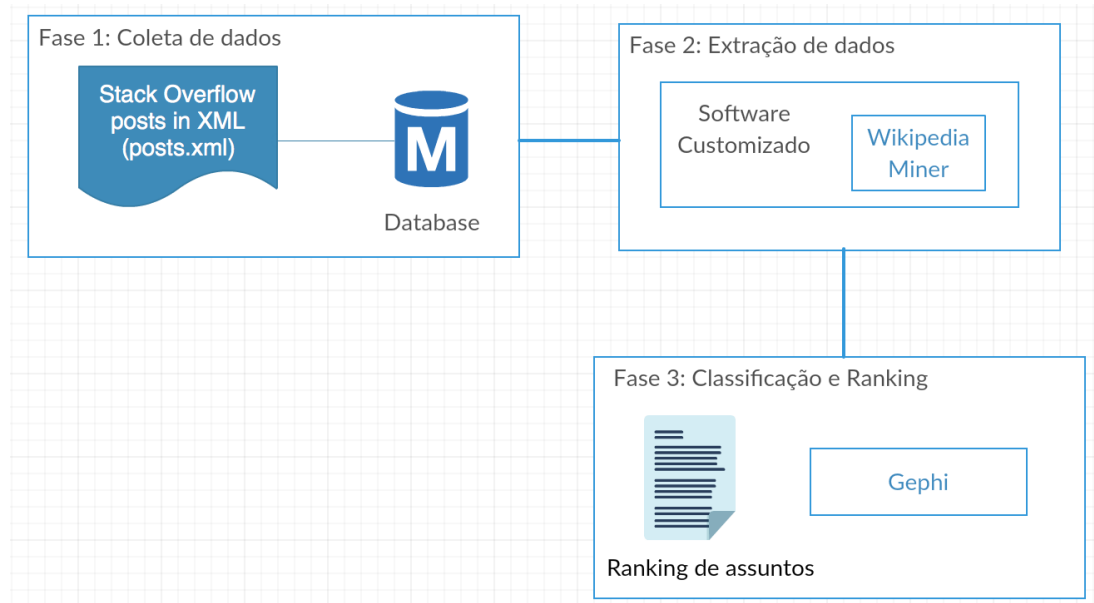 Fase 1: Coleta de dados
Stack Overflow
posts in XML
(posts.xml)
M
Database
Fase 2: Extração de dados
Software
Customizado
Wikipedia
Miner
Fase 3: Classificação e Ranking
Ranking de assuntos
Gephi